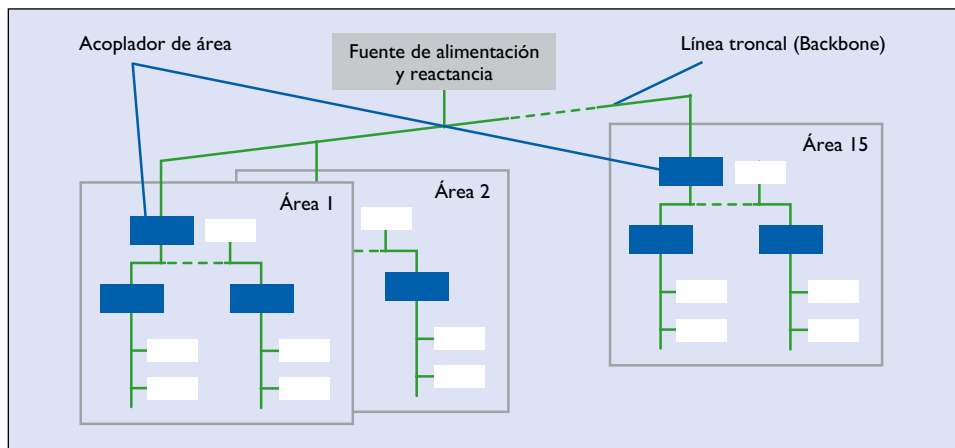 Acoplador de área
Fuente de alimentación
y reactancia
Línea troncal (Backbone)
Área 15
Área 1
Área 2